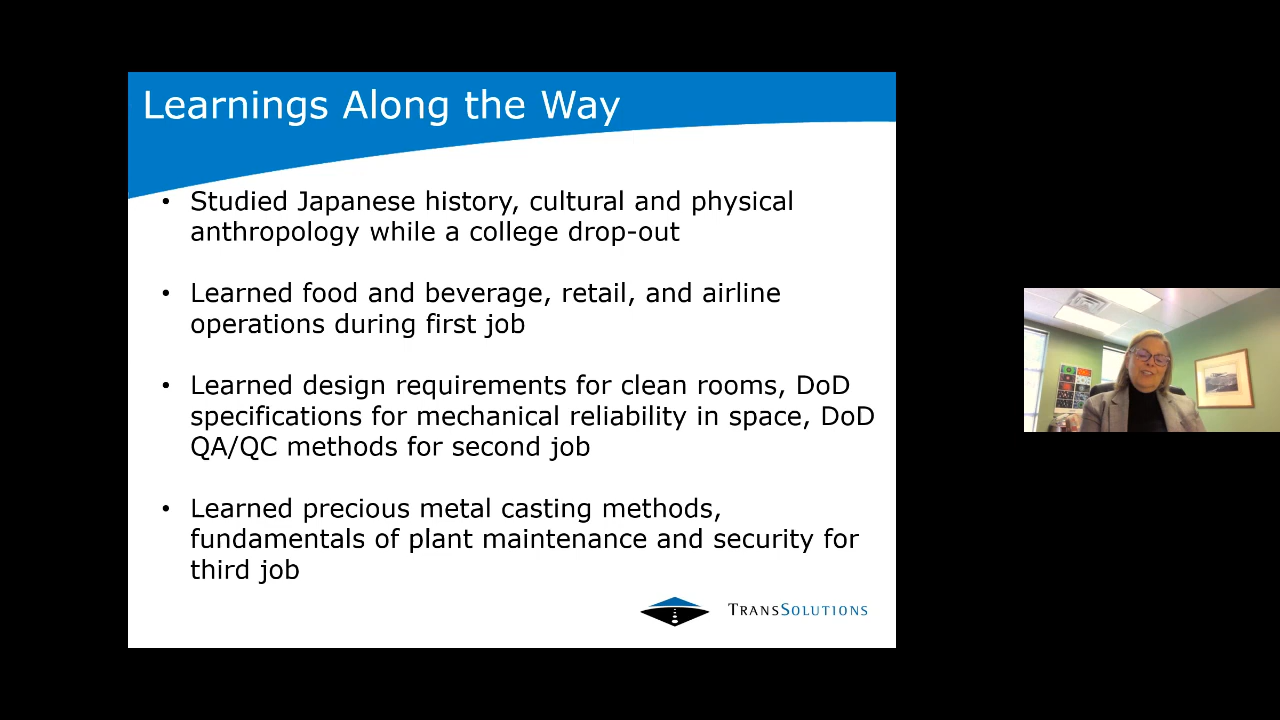 Learnings Along the Way
• Studied Japanese history, cultural and physical
anthropology while a college drop-out
• Learned food and beverage, retail, and airline
operations during first job
• Learned design requirements for clean rooms, DoD
specifications for mechanical reliability in space, DoD
QA/QC methods for second job
• Learned precious metal casting methods,
fundamentals of plant maintenance and security for
third job
TRANSSOLUTIONS